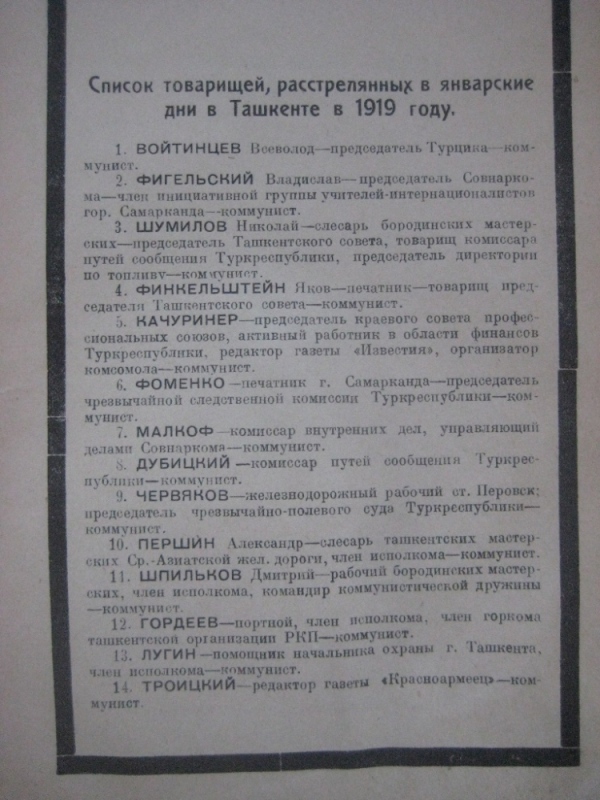 Список товарищей, расстрелянных в январские
дни в Ташкенте в 1919 году.
1. ВОЙТИНЦЕВ Всеволод—председатель Турцика—ком-
мунист.
2. ФИГЕЛЬСКИЙ Владислав—председатель Совнарко-
ма—член инициативной группы учителей-интернационалистов
гор. Самарканда—коммунист.
3. ШУМИЛОВ Николай—слесарь бородинских мастер-
ских—председатель Ташкентского совета, товарищ комиссара
путей сообщения Туркреспублики, председатель директории
по топливу—коммунист.
4. ФИНКЕЛЬШТЕЙН Яков—печатник—товарищ пред-
седателя Ташкентского совета—коммунист.
5. КАЧУРИНЕР—председатель краевого совета профес-
сиональных союзов, активный работник в области финансов
Туркреспублики, редактор газеты «Известия», организатор
комсомола—коммунист.
6. ФОМЕНКО—печатник г. Самарканда—председатель
чрезвычайной следственной комиссии Туркреспублики—ком-
мунист.
7. МАЛКОФ—комиссар внутренних дел, управляющий
делами Совнаркома—коммунист.
8. ДУБИЦКИЙ—комиссар путей сообщения Туркрес-
публики—коммунист.
9. ЧЕРВЯКОВ—железнодорожный рабочий ст. Перовск;
председатель чрезвычайно-полевого суда Туркреспублики—
коммунист.
10. ПЕРШИН Александр—слесарь ташкентских мастер-
ских Ср.-Азиатской жел. дороги, член исполкома—коммунист.
11. ШПИЛЬКОВ Дмитрий—рабочий бородинских мастер-
ских, член исполкома, командир коммунистической дружины
—коммунист.
12. ГОРДЕЕВ—портной, член исполкома, член горкома
ташкентской организации РКП—коммунист.
13. ЛУГИН—помощник начальника охраны г. Ташкента,
член исполкома—коммунист.
14. ТРОИЦКИЙ—редактор газеты «Красноармеец»—ком-
мунист.